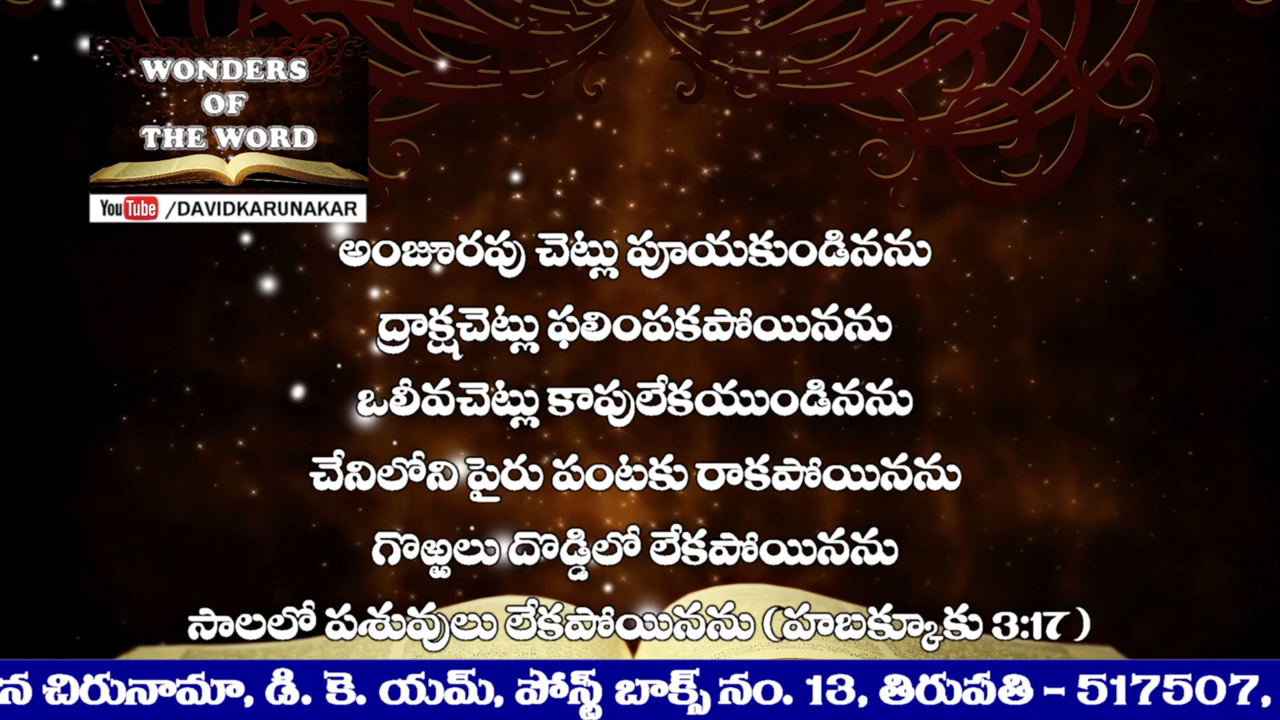 WONDERS
OF
THE WORD
YouTube /DAVIDKARUNAKAR
అంజూరపు చెట్లు పూయకుండినను
ద్రాక్షచెట్లు ఫలింపకపోయినను
ఒలీవచెట్లు కాపులేకయుండినను
చేనిలోని పైరు పంటకు రాకపోయినను
గొఱ్ఱలు దొడ్డిలో లేకపోయినను
సాలలో పశువులు లేకపోయినను (హబక్కూకు 3:17 )
న చిరునామా, డి. కె. యమ్, పోస్ట్ బాక్స్ నం. 13, తిరుపతి - 517507,